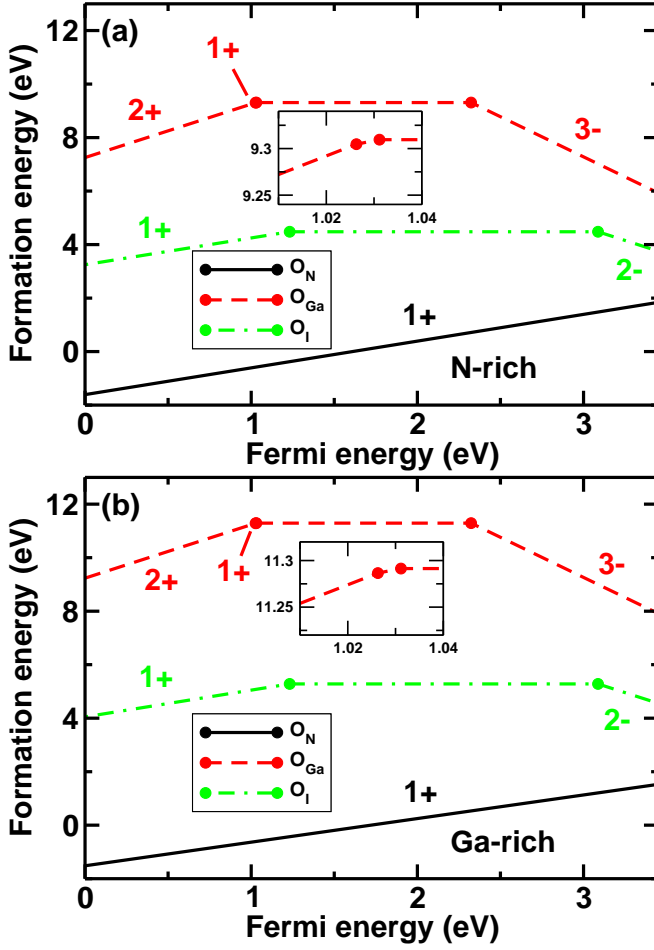 (a)
Formation energy (eV)
12
8
4
0
1+
2+
3-
9.3
9.25
1.02 1.04
1+
2-
O_N
O_Ga
O_I
1+
N-rich
0 1 2 3
Fermi energy (eV)
(b)
Formation energy (eV)
12
8
4
0
2+
1+
3-
11.3
11.25
1.02 1.04
1+
2-
O_N
O_Ga
O_I
1+
Ga-rich
0 1 2 3
Fermi energy (eV)